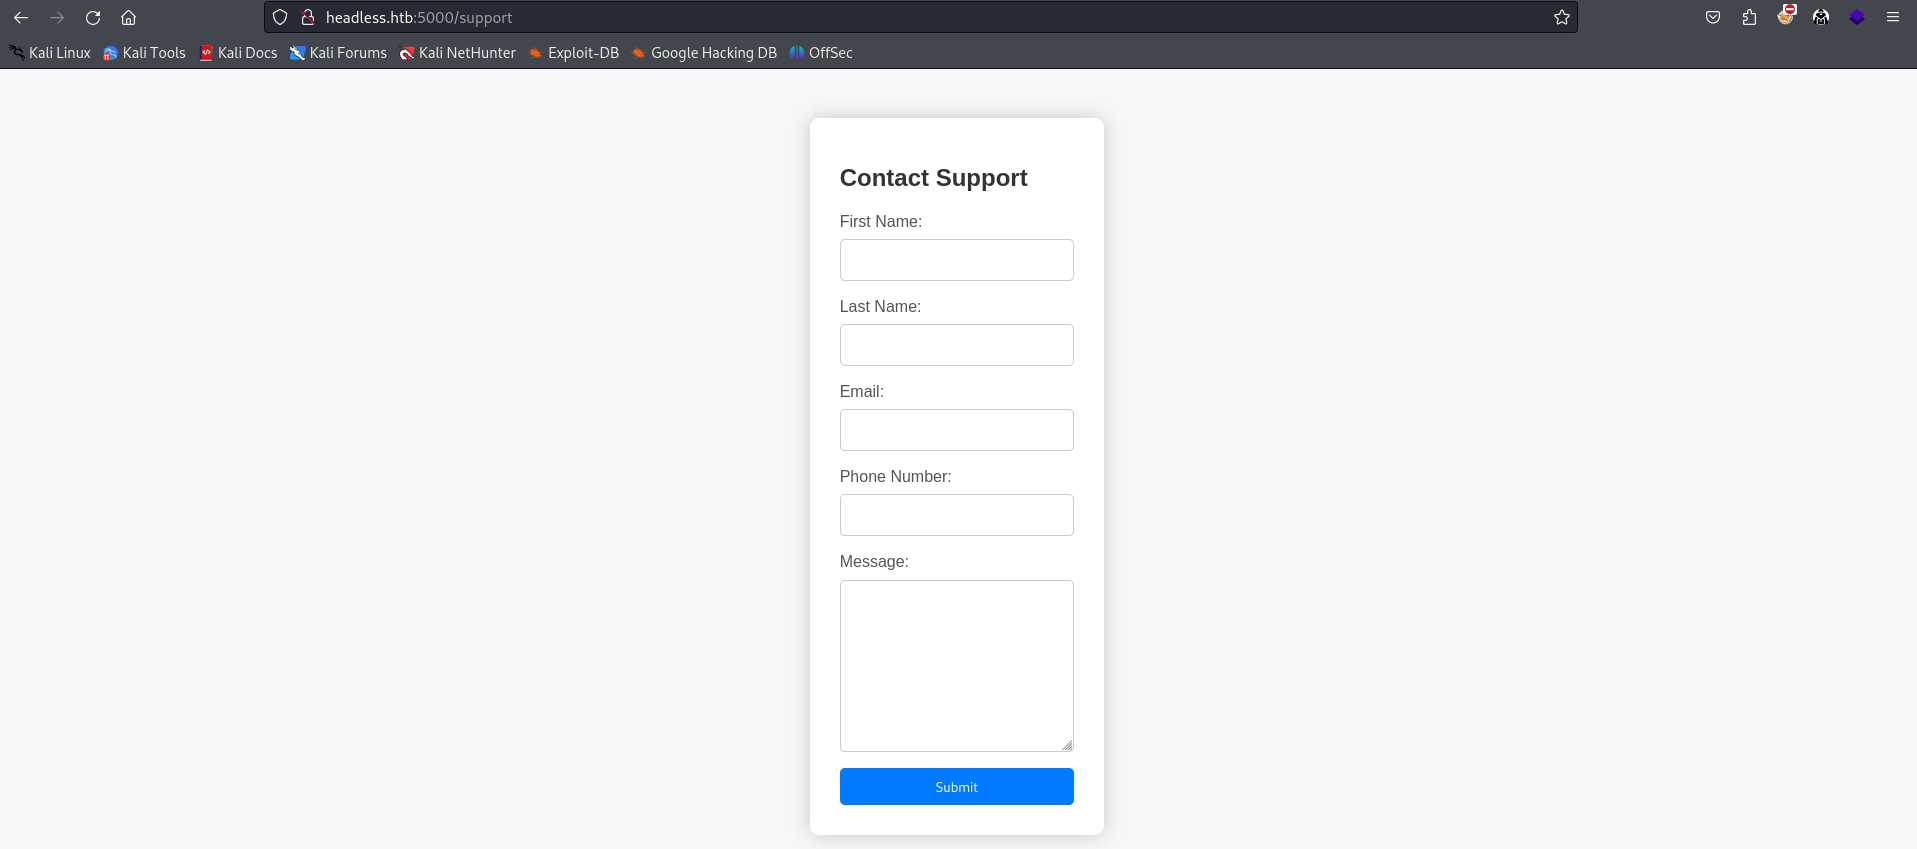 headless.htb:5000/support
Kali Linux Kali Tools Kali Docs Kali Forums Kali NetHunter Exploit-DB Google Hacking DB OffSec
Contact Support
First Name:
Last Name:
Email:
Phone Number:
Message:
Submit